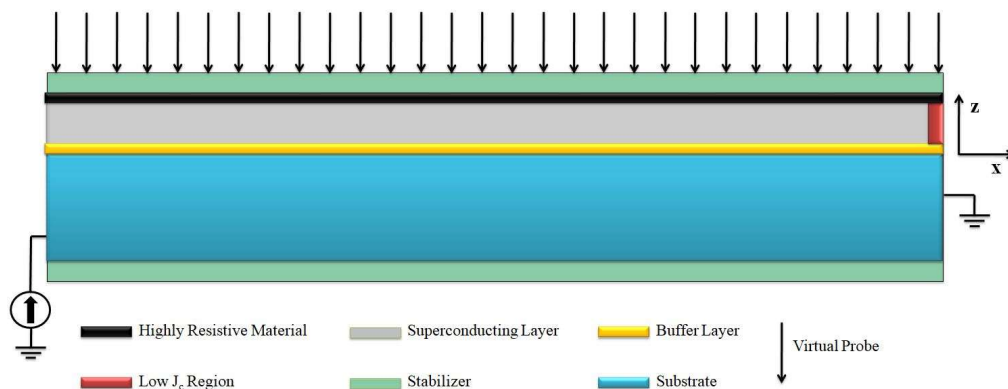 z
x
Highly Resistive Material
Superconducting Layer
Buffer Layer
Virtual Probe
Low Jc Region
Stabilizer
Substrate